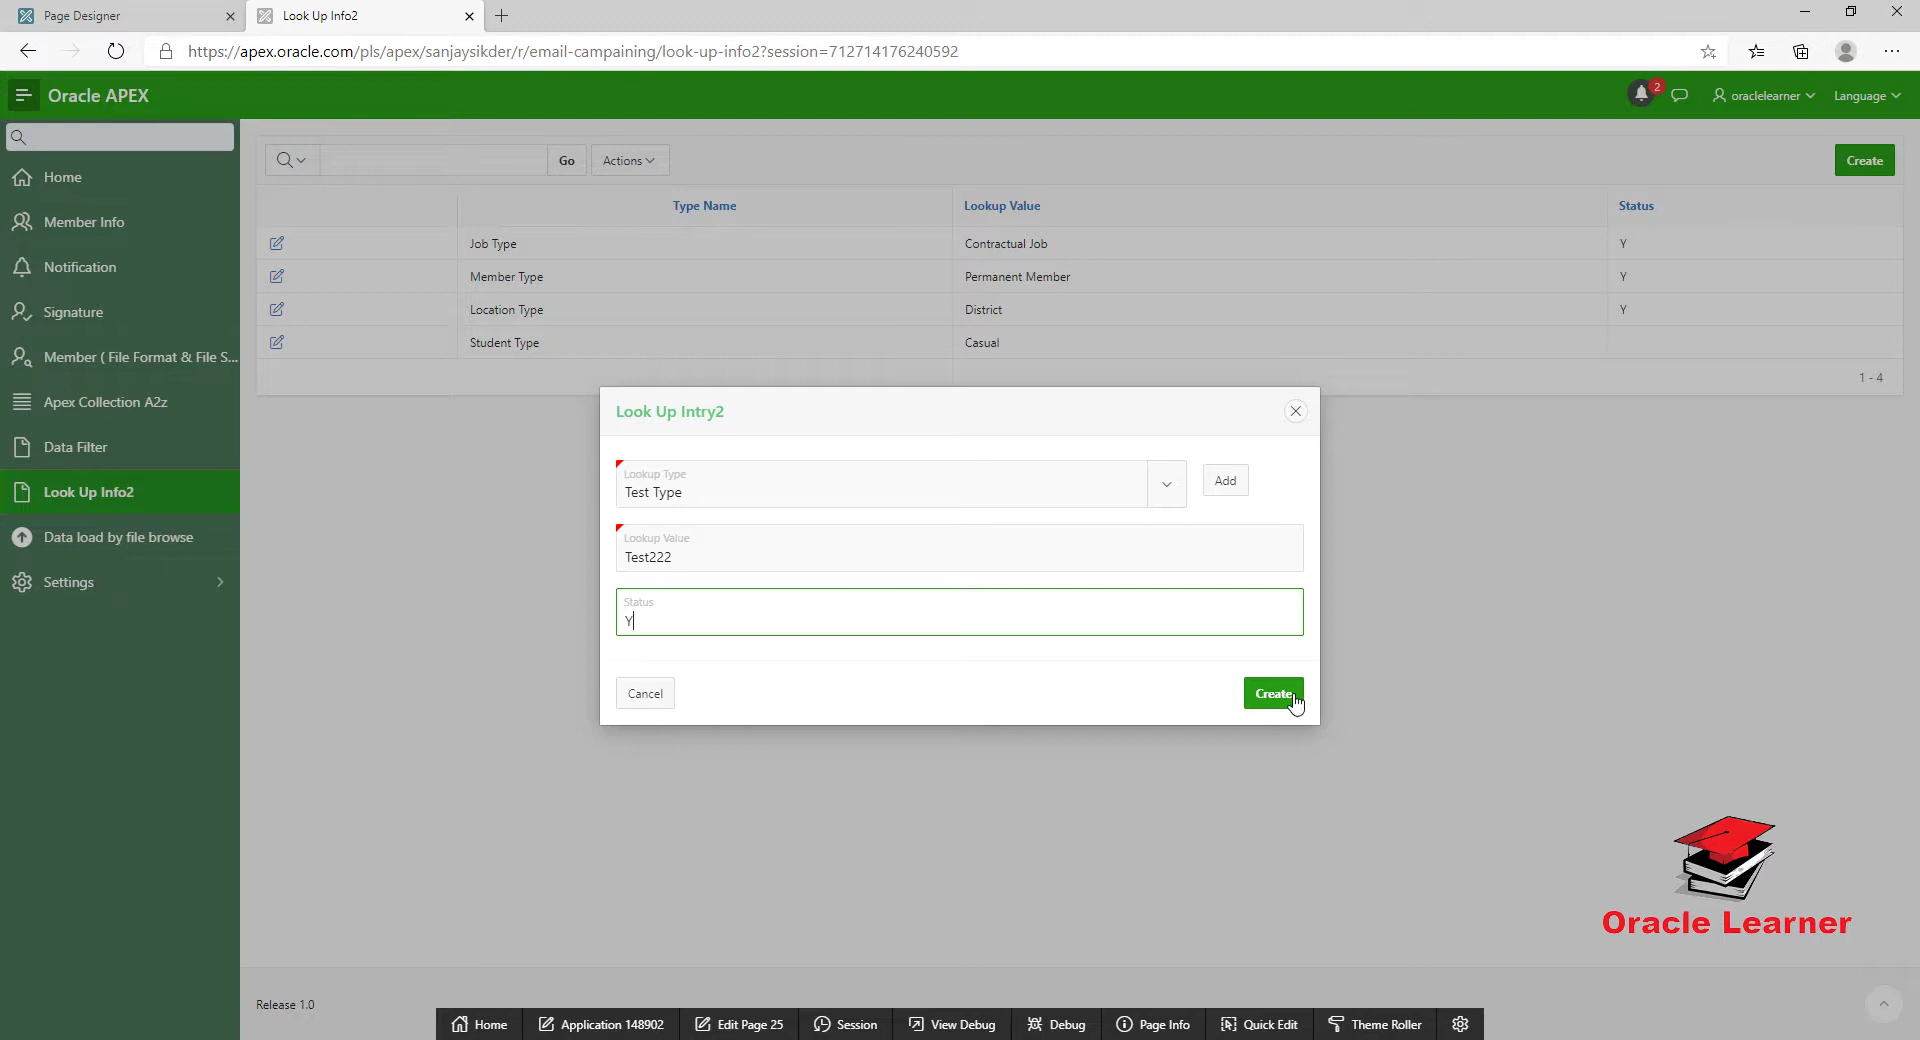 Page Designer
Look Up Info2
https://apex.oracle.com/pls/apex/sanjaysikder/r/email-campaining/look-up-info2?session=712714176240592
Oracle APEX
2
oraclelearner
Language
Home
Member Info
Notification
Signature
Member ( File Format & File S...
Apex Collection A2z
Data Filter
Look Up Info2
Data load by file browse
Settings
Go
Actions
Create
Type Name Lookup Value Status
Job Type Contractual Job Y
Member Type Permanent Member Y
Location Type District Y
Student Type Casual
1 - 4
Look Up Intry2
Lookup Type
Test Type
Add
Lookup Value
Test222
Status
Y
Cancel
Create
Oracle Learner
Release 1.0
Home
Application 148902
Edit Page 25
Session
View Debug
Debug
Page Info
Quick Edit
Theme Roller